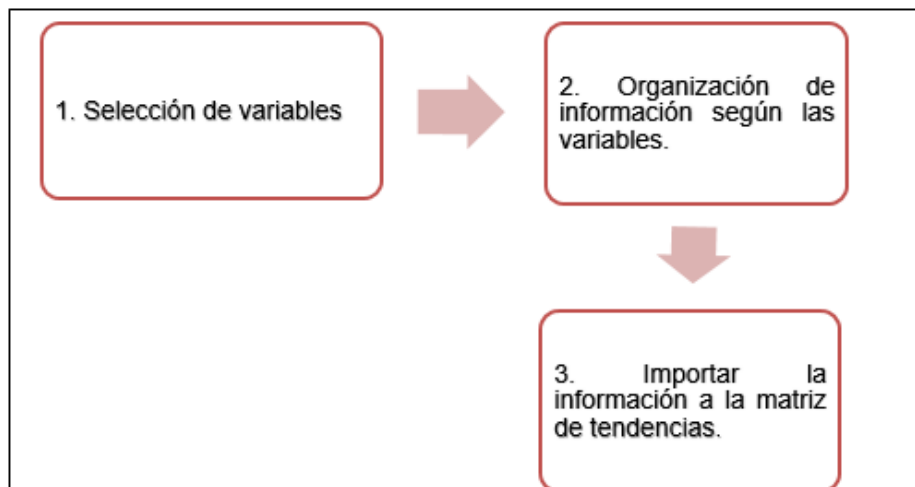 1. Selección de variables
2. Organización de
información según las
variables.
3. Importar la
información a la matriz
de tendencias.